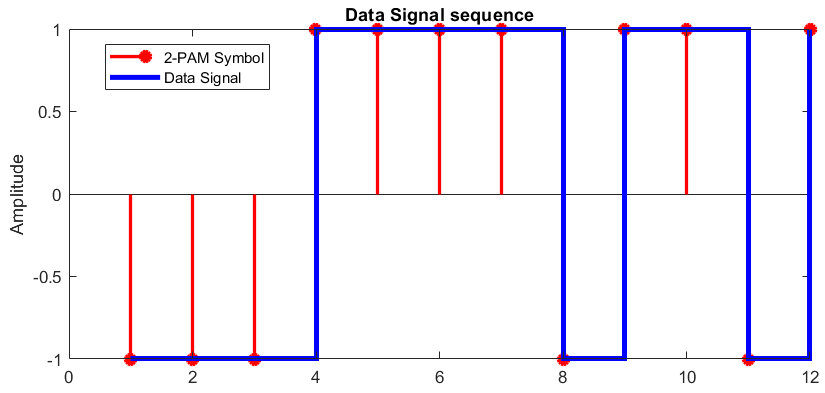 Data Signal sequence
2-PAM Symbol
Data Signal
Amplitude
1
0.5
0
-0.5
-1
0 2 4 6 8 10 12